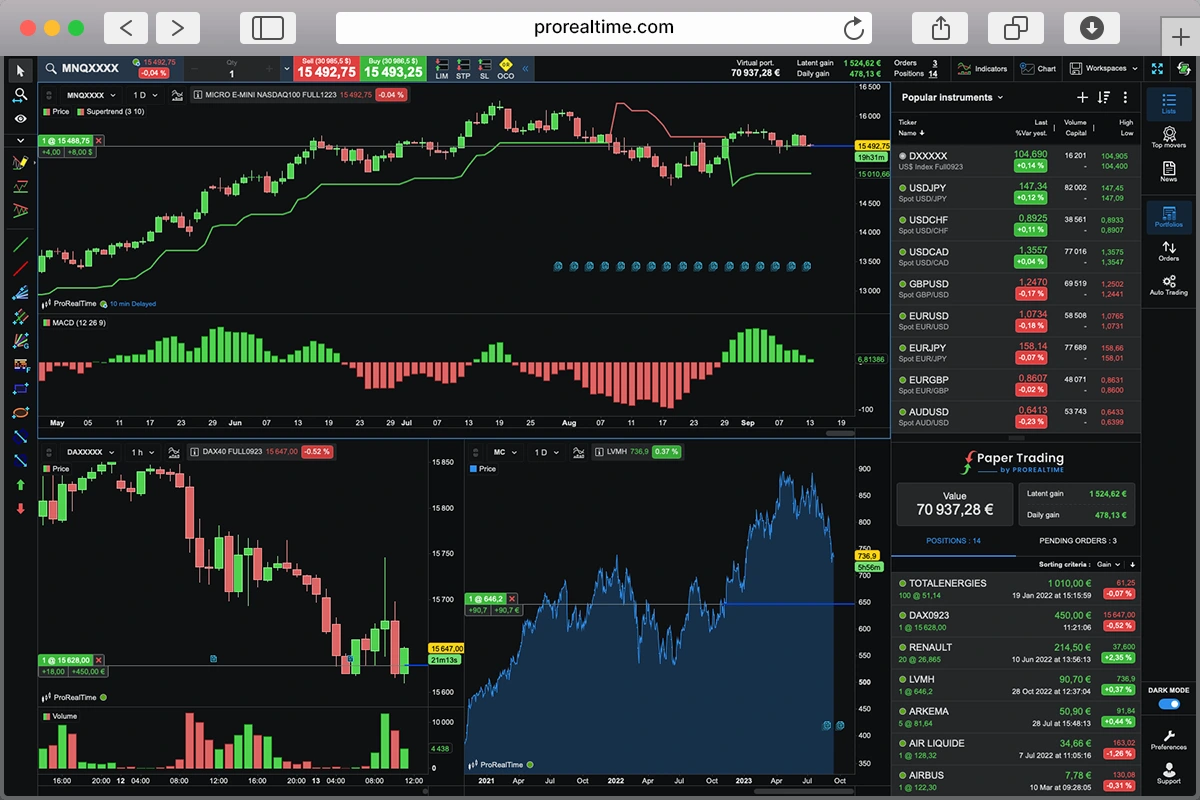 prorealtime.com
MNQXXXX
15 492,75
-0,04 %
Qty
1
Sell (30 985,5 $)
15 492,75
Buy (30 986,5 $)
15 493,25
LIM
STP
SL
OCO
Virtual port.
70 937,28 €
Latent gain 1 524,62 €
Daily gain 478,13 €
Orders 3
Positions 14
Indicators
Chart
Workspaces
MNQXXXX
1 D
MICRO E-MINI NASDAQ100 FULL1223 15 492,75 -0.04 %
Price Supertrend (3 10)
1 @ 15 488,75
+4,00 +8,00 $
16 500
16 000
15 492,75
19h31m
15 010,66
14 500
14 000
13 500
13 000
ProRealTime 10 min Delayed
MACD (12 26 9)
6,81386
-100
May 05 11 17 23 29 Jun 07 13 19 23 29 Jul 07 13 19 25 Aug 07 11 17 23 29 Sep 07 13 19
DAXXXXX
1 h
DAX40 FULL0923 15 647,00 -0.52 %
Price
15 850
15 800
15 750
15 700
15 647,00
21m13s
15 600
1 @ 15 628,00
+18,00 +450,00 €
ProRealTime
Volume
10 000
4 438
0
16:00 20:00 12 04:00 08:00 12:00 16:00 20:00 13 04:00 08:00 12:00
MC
1 D
LVMH 736,9 0.37 %
Price
1 @ 646,2
+90,7 +90,7 €
900
850
800
750
736,9
5h56m
700
650
600
550
500
450
400
350
ProRealTime
2021 Apr Jul Oct 2022 Apr Jul Oct 2023 Apr Jul Oct
Popular instruments
Ticker Last Volume High
Name %Var yest. Capital Low
DXXXXX 104,690 16 201 104,905
US$ Index Full0923 +0,14 % - 104,400
USDJPY 147,34 82 002 147,45
Spot USD/JPY +0,12 % - 147,09
USDCHF 0,8925 38 561 0,8933
Spot USD/CHF +0,11 % - 0,8907
USDCAD 1,3557 77 016 1,3575
Spot USD/CAD +0,04 % - 1,3547
GBPUSD 1,2470 69 519 1,2502
Spot GBP/USD -0,17 % - 1,2441
EURUSD 1,0734 58 508 1,0765
Spot EUR/USD -0,18 % - 1,0731
EURJPY 158,14 77 689 158,66
Spot EUR/JPY -0,07 % - 158,01
EURGBP 0,8607 48 071 0,8631
Spot EUR/GBP -0,02 % - 0,8600
AUDUSD 0,6413 53 743 0,6433
Spot AUD/USD -0,23 % - 0,6399
Paper Trading
by PROREALTIME
Value
70 937,28 €
Latent gain 1 524,62 €
Daily gain 478,13 €
POSITIONS : 14
PENDING ORDERS : 3
Sorting criteria : Gain
TOTALENERGIES 1 010,00 € 61,25
100 @ 51,14 19 Jan 2022 at 15:15:59 -0,07 %
DAX0923 450,00 € 15 647,00
1 @ 15 628,00 11:21:06 -0,52 %
RENAULT 214,50 € 37,600
20 @ 26,865 10 Jun 2022 at 13:56:13 +2,35 %
LVMH 90,70 € 736,9
1 @ 646,2 28 Oct 2022 at 12:37:04 +0,37 %
ARKEMA 50,90 € 91,84
5 @ 81,64 28 Jul at 15:48:13 +0,44 %
AIR LIQUIDE 34,66 € 163,02
1 @ 128,32 7 Jul 2022 at 11:05:16 -1,26 %
AIRBUS 7,78 € 130,08
1 @ 122,30 10 Mar at 09:28:05 -0,31 %
Lists
Top movers
News
Portfolios
Orders
Auto Trading
DARK MODE
Preferences
Support